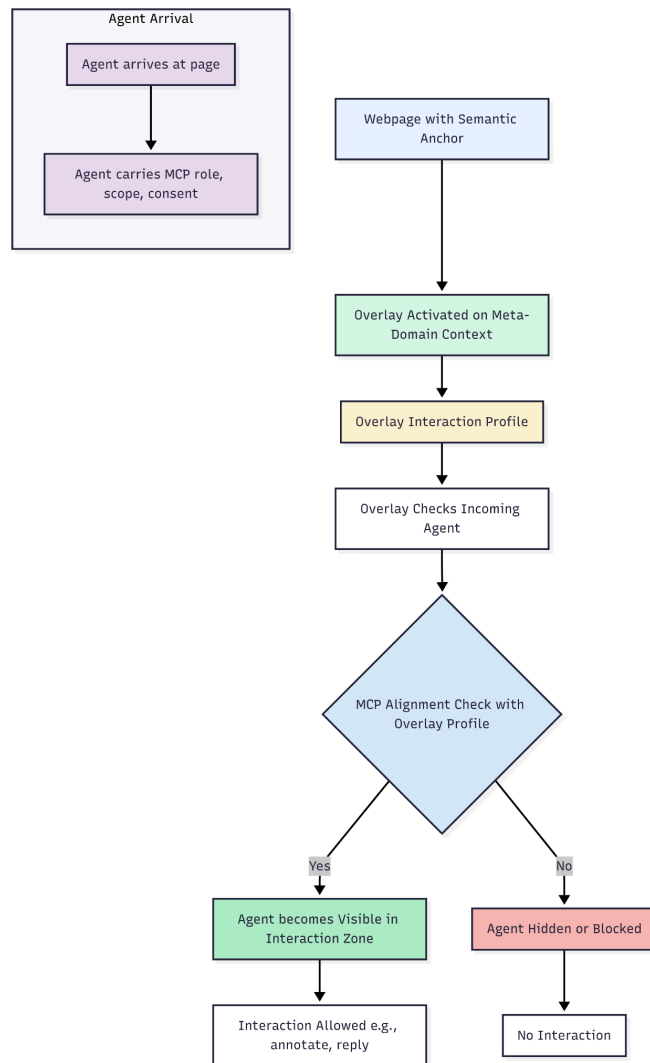 Agent Arrival
Agent arrives at page
Agent carries MCP role,
scope, consent
Webpage with Semantic
Anchor
Overlay Activated on Meta-
Domain Context
Overlay Interaction Profile
Overlay Checks Incoming
Agent
MCP Alignment Check with
Overlay Profile
Yes
No
Agent becomes Visible in
Interaction Zone
Agent Hidden or Blocked
Interaction Allowed e.g.,
annotate, reply
No Interaction